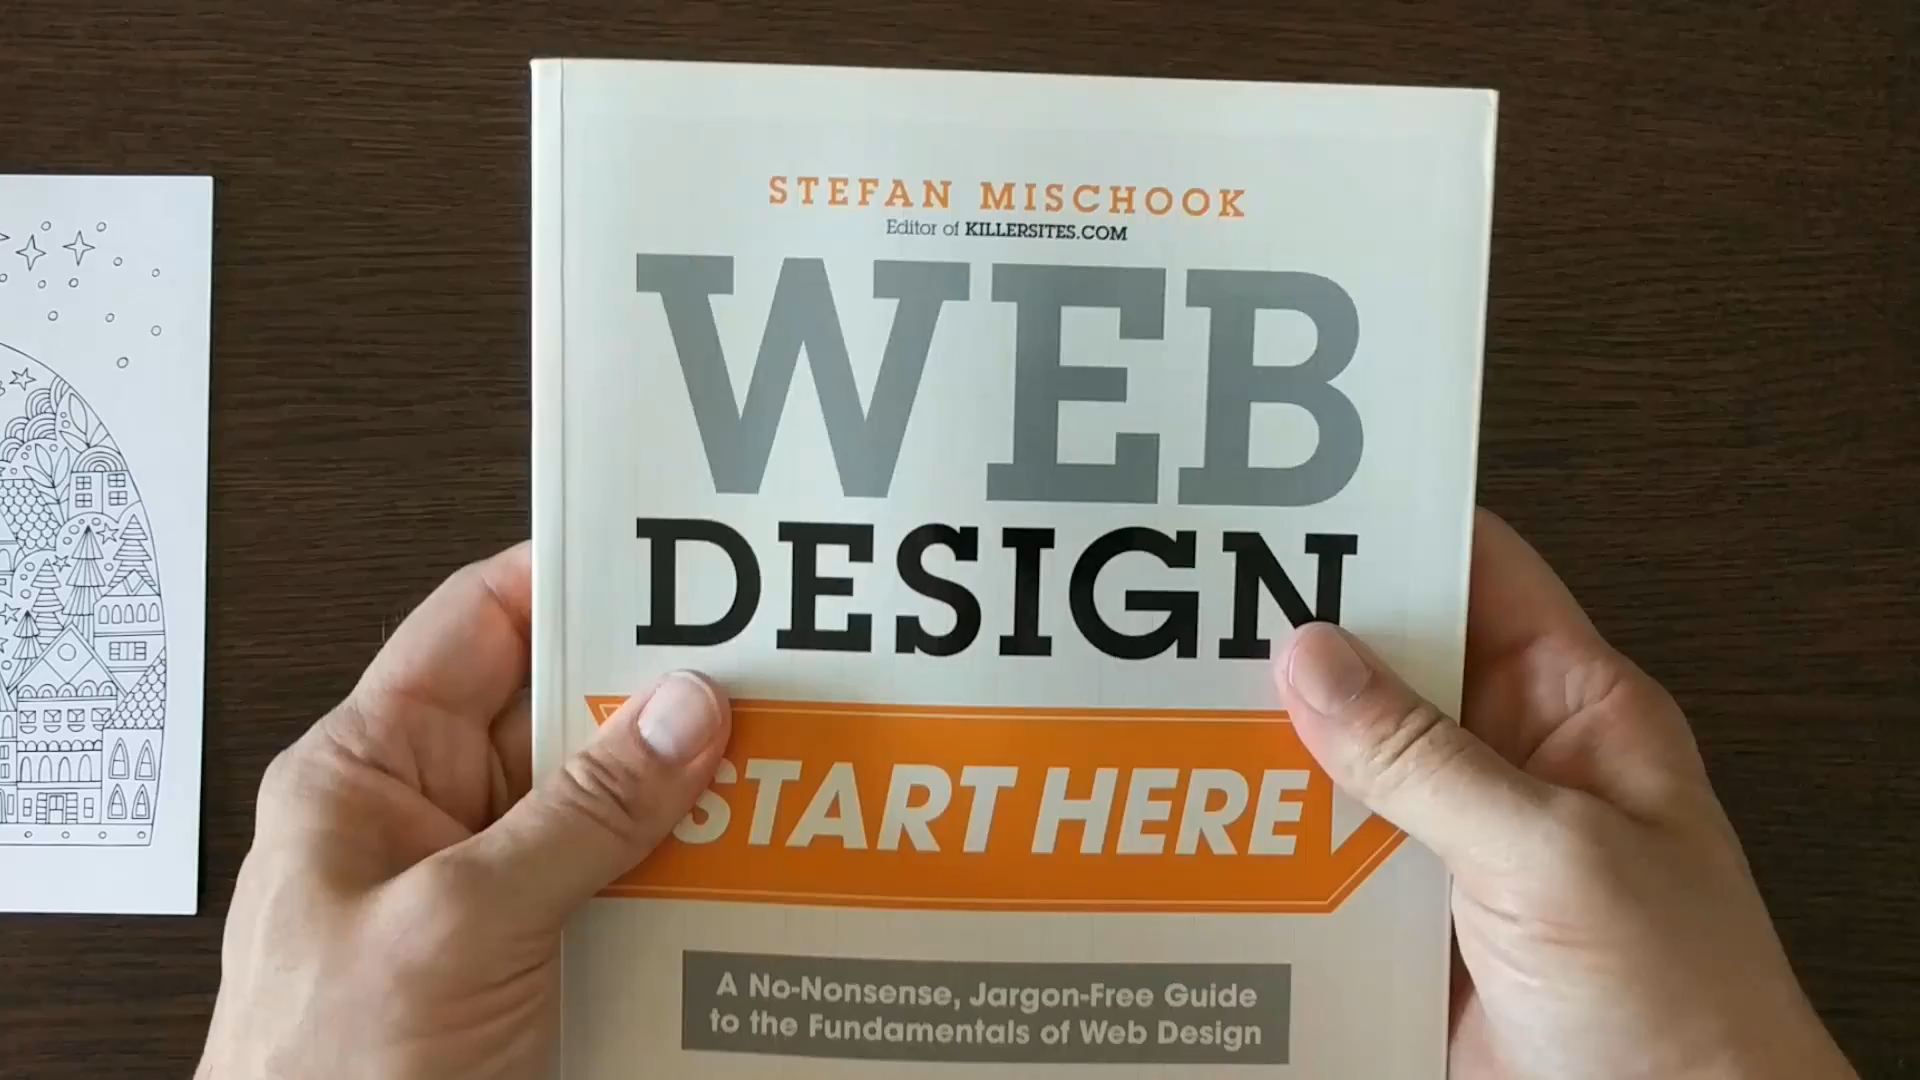 STEFAN MISCHOOK
Editor of KILLERSITES.COM
WEB
DESIGN
START HERE
A No-Nonsense, Jargon-Free Guide
to the Fundamentals of Web Design